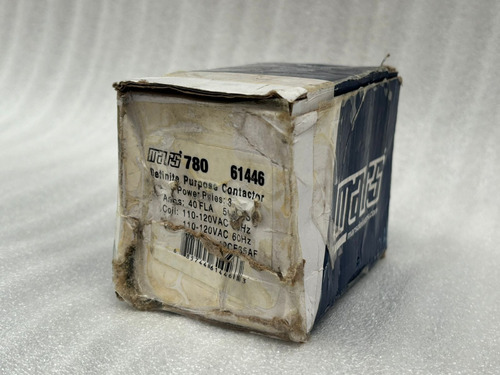 mars 780 61446
Definite Purpose Contactor
Power Poles: 3
Amps: 40 FLA
Coil: 110-120VAC
110-120VAC 60Hz
mars